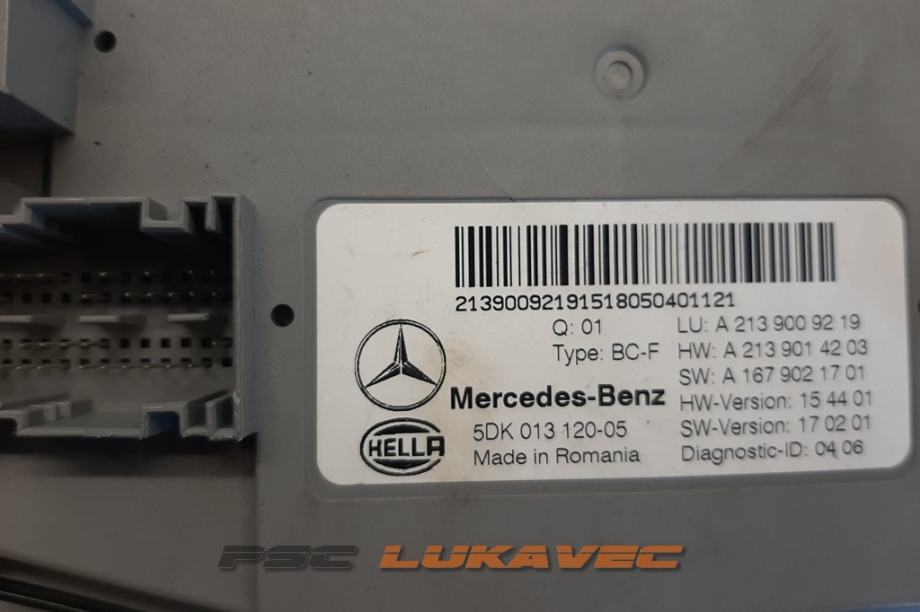 2139009219151805040 1121
Q: 01
Type: BC-F
LU: A 213 900 92 19
HW: A 213 901 42 03
SW: A 167 902 17 01
HW-Version: 15 44 01
SW-Version: 17 02 01
Diagnostic-ID: 04 06
Mercedes-Benz
HELLA
5DK 013 120-05
Made in Romania
PSC LUKAVEC